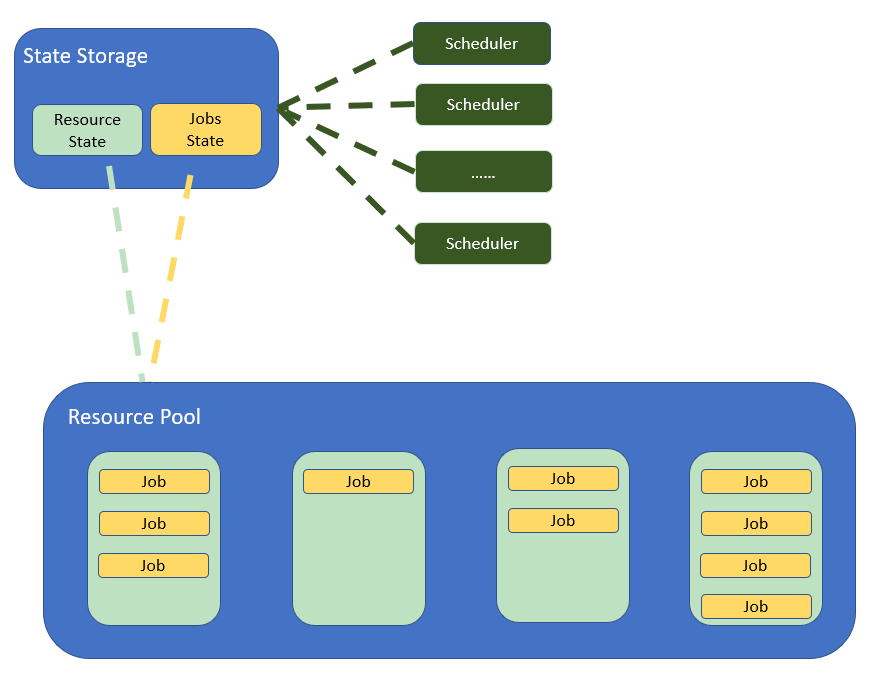 State Storage
Resource
State
Jobs
State
Scheduler
Scheduler
......
Scheduler
Resource Pool
Job
Job
Job
Job
Job
Job
Job
Job
Job
Job